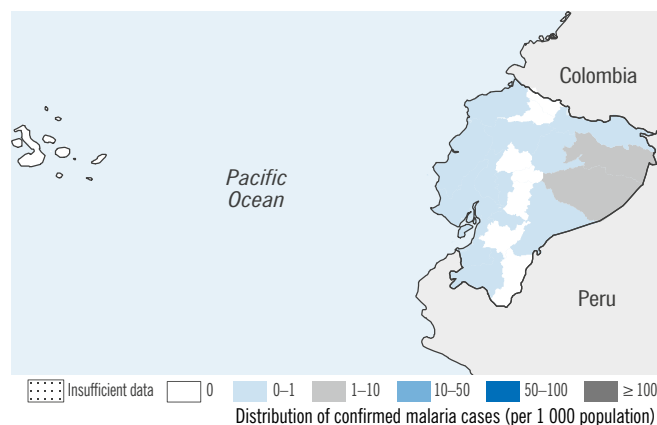 Colombia
Pacific
Ocean
Peru
Insufficient data 0 0–1 1–10 10–50 50–100 ≥ 100
Distribution of confirmed malaria cases (per 1 000 population)